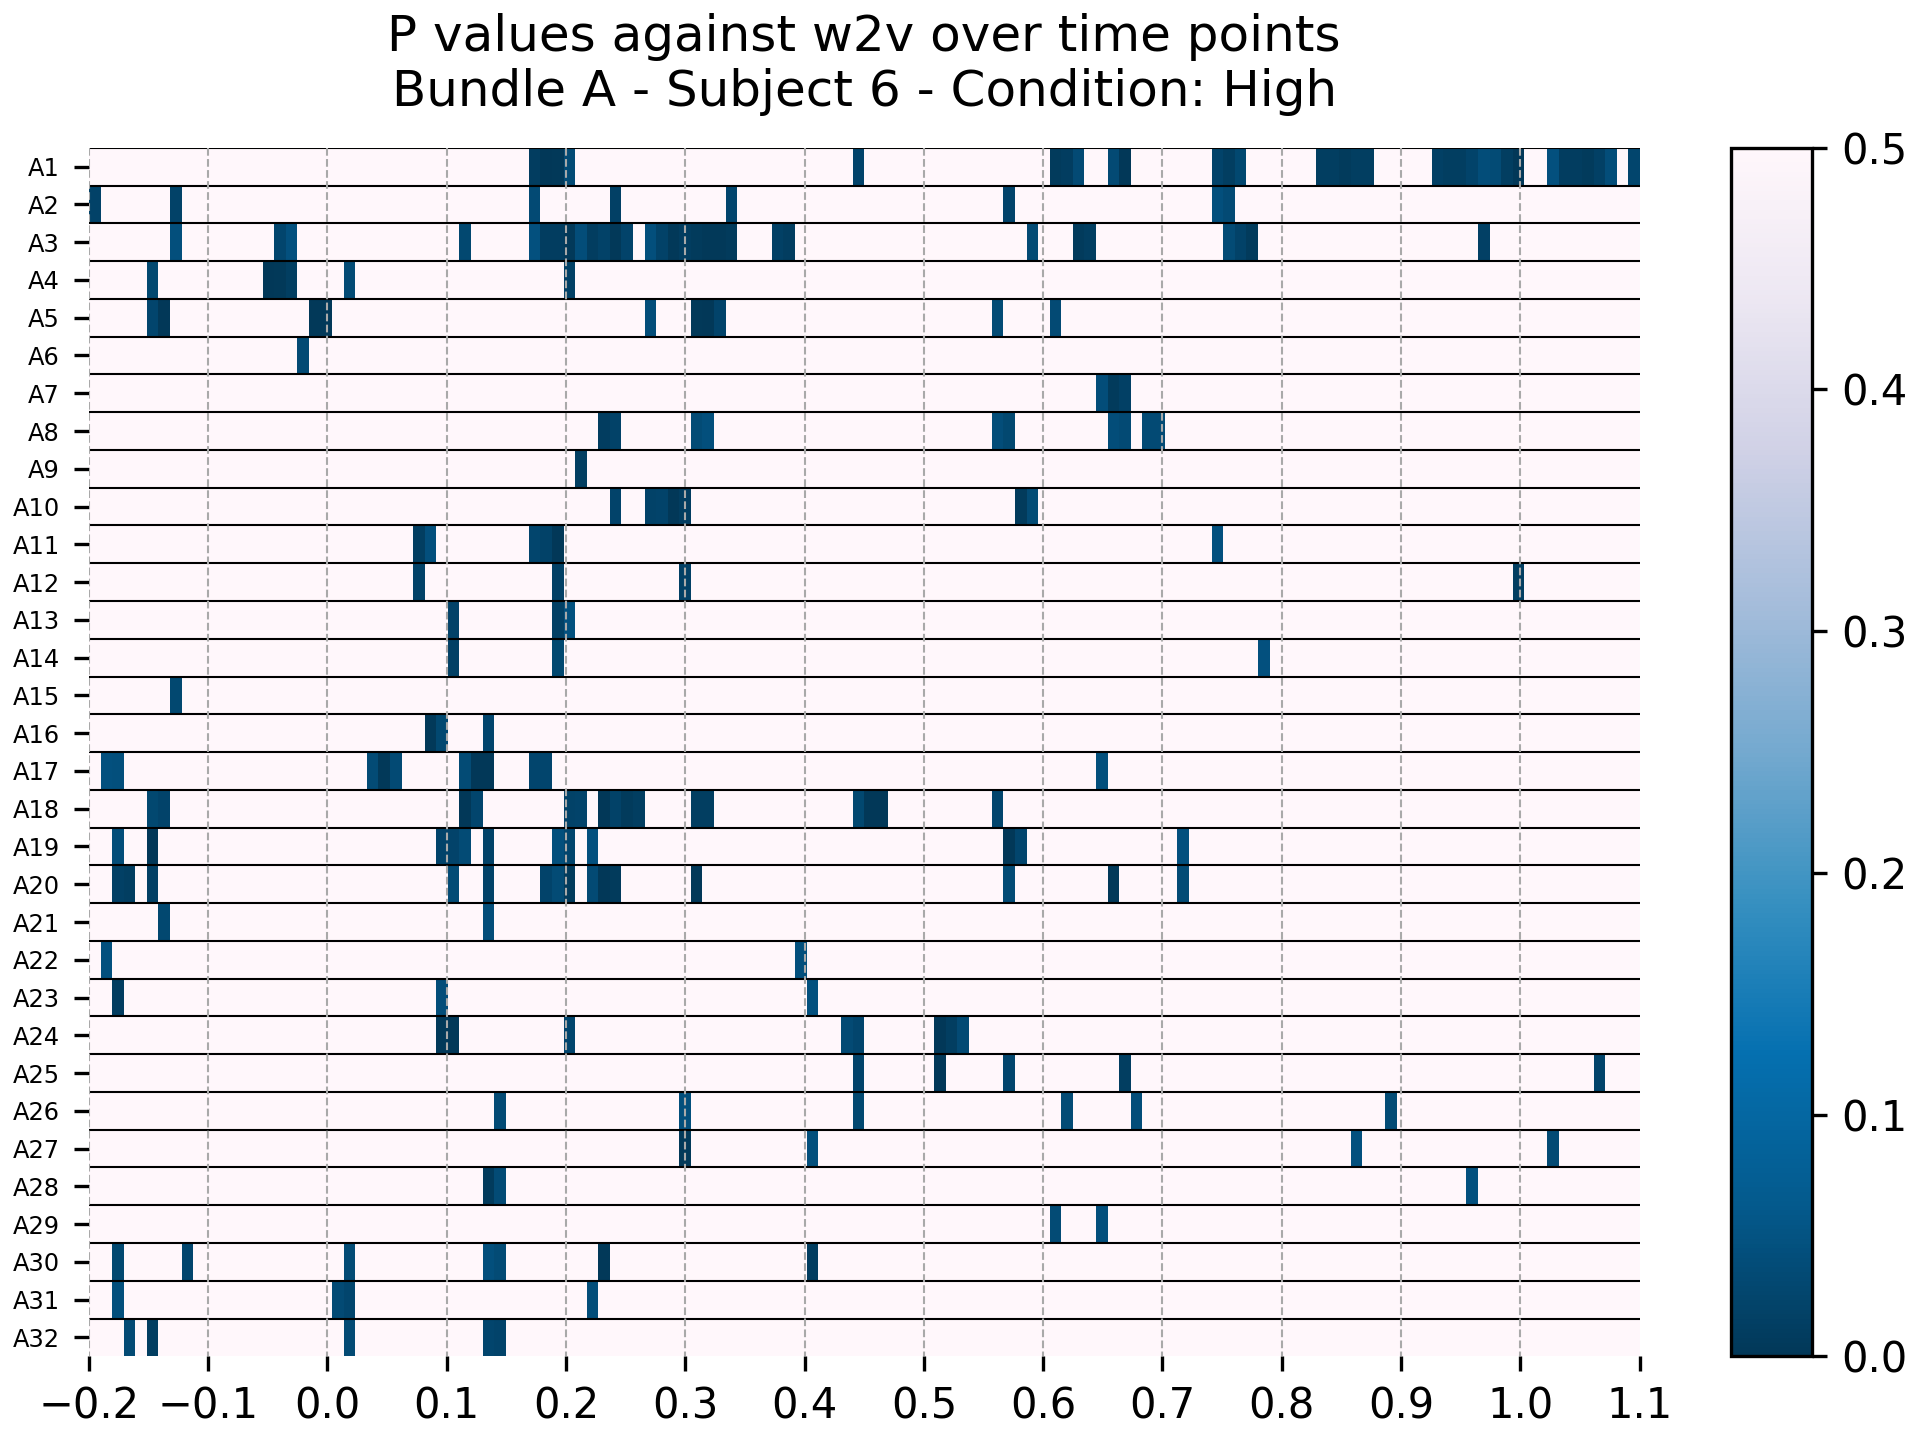 P values against w2v over time points
Bundle A - Subject 6 - Condition: High
A1
A2
A3
A4
A5
A6
A7
A8
A9
A10
A11
A12
A13
A14
A15
A16
A17
A18
A19
A20
A21
A22
A23
A24
A25
A26
A27
A28
A29
A30
A31
A32
−0.2 −0.1 0.0 0.1 0.2 0.3 0.4 0.5 0.6 0.7 0.8 0.9 1.0 1.1
0.5
0.4
0.3
0.2
0.1
0.0